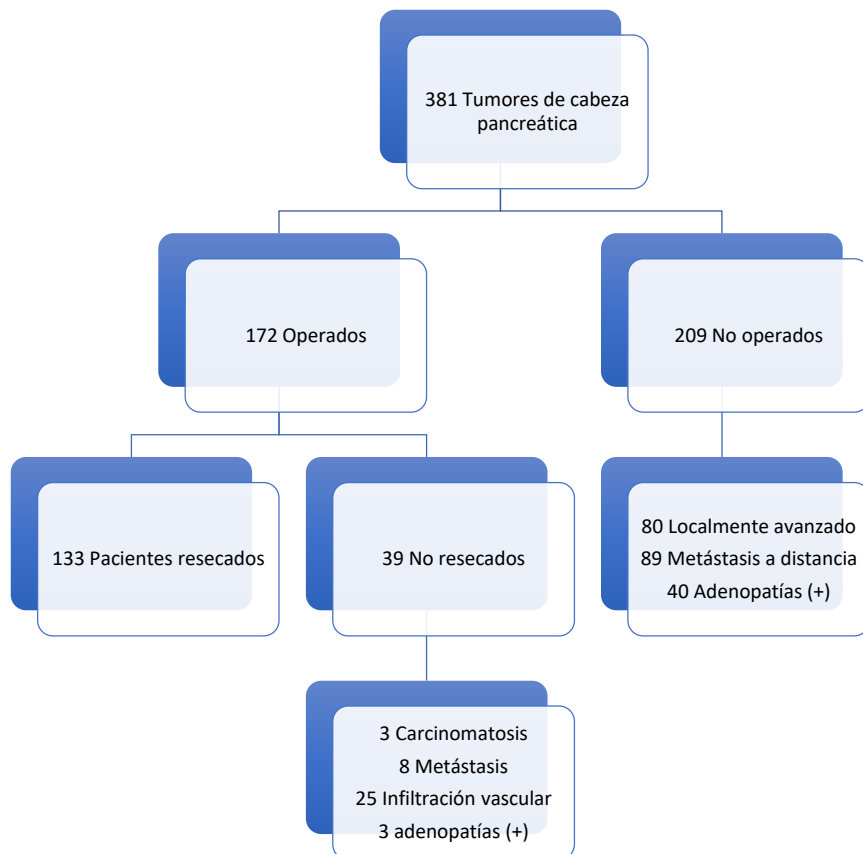 381 Tumores de cabeza
pancreática
172 Operados
209 No operados
133 Pacientes resecados
39 No resecados
80 Localmente avanzado
89 Metástasis a distancia
40 Adenopatías (+)
3 Carcinomatosis
8 Metástasis
25 Infiltración vascular
3 adenopatías (+)